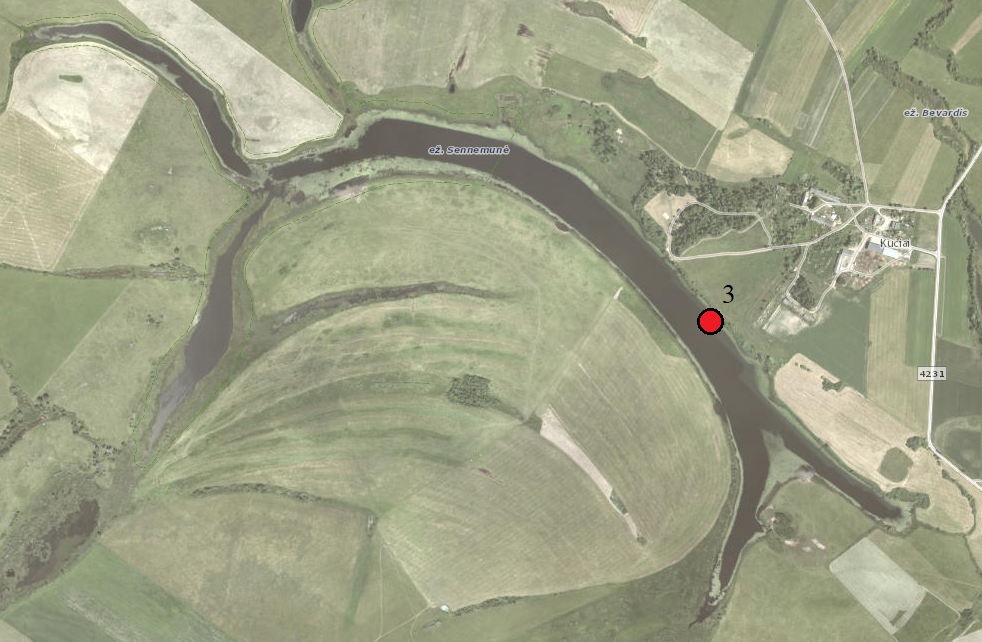 ež. Bevardis
ež. Sennemunė
Kučiai
3
4231